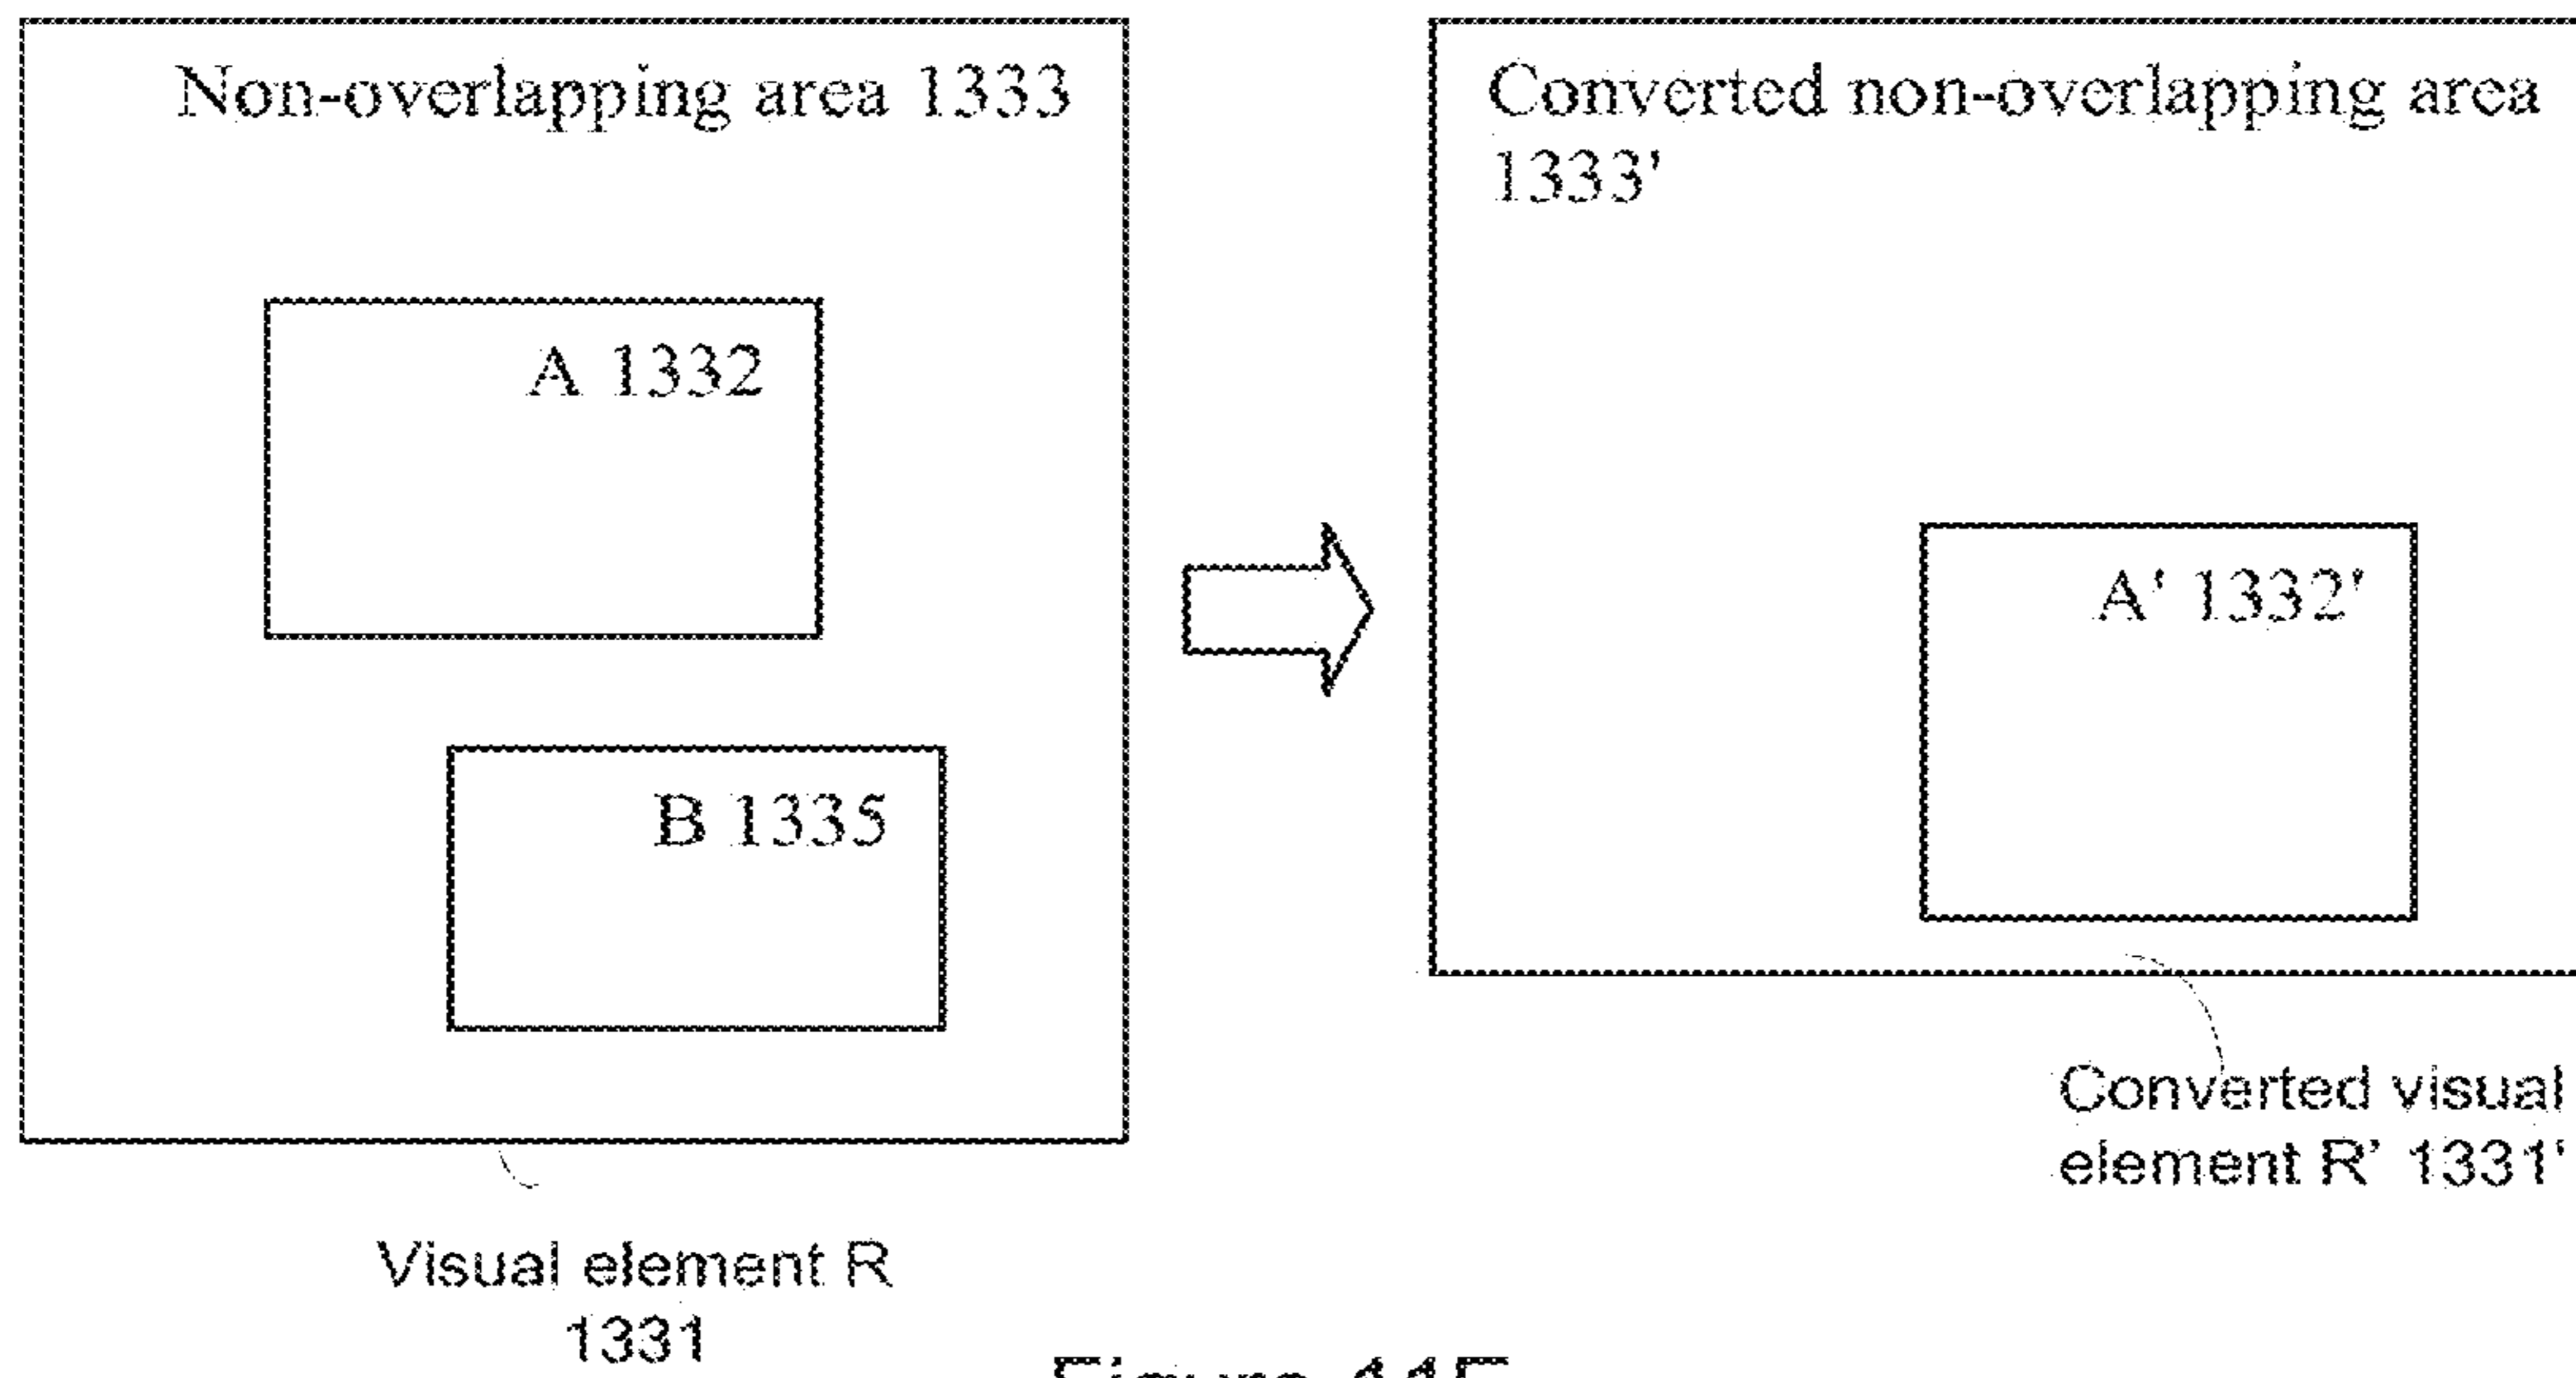 Non-overlapping area 1333
A 1332
B 1335
Visual element R
1331
Converted non-overlapping area
1333'
A' 1332'
Converted visual
element R' 1331'